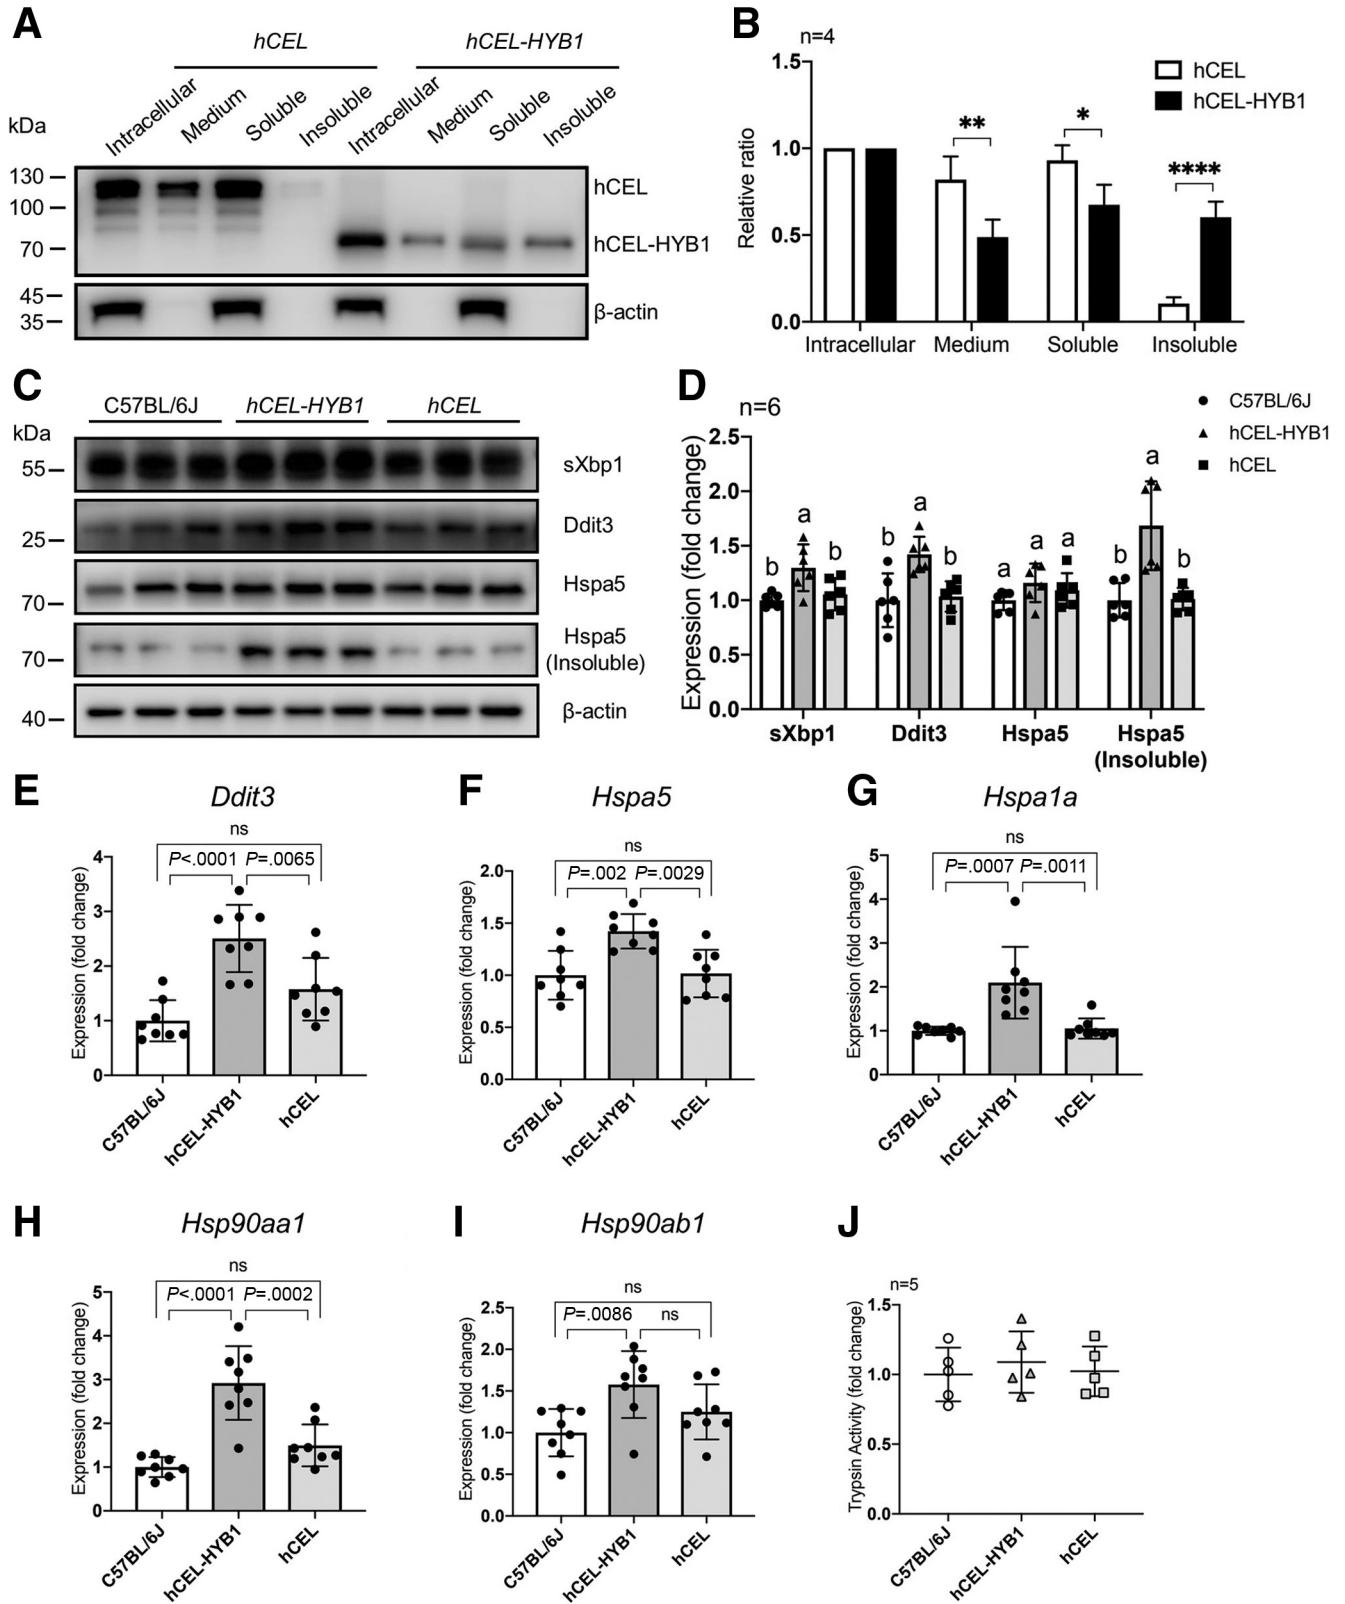 A
hCEL
hCEL-HYB1
Intracellular
Medium
Soluble
Insoluble
Intracellular
Medium
Soluble
Insoluble
kDa
130
100
70
45
35
hCEL
hCEL-HYB1
β-actin
B
n=4
hCEL
hCEL-HYB1
Relative ratio
1.5
1.0
0.5
0.0
**
*
****
Intracellular
Medium
Soluble
Insoluble
C
C57BL/6J
hCEL-HYB1
hCEL
kDa
55
25
70
70
40
sXbp1
Ddit3
Hspa5
Hspa5
(Insoluble)
β-actin
D
n=6
C57BL/6J
hCEL-HYB1
hCEL
Expression (fold change)
2.5
2.0
1.5
1.0
0.5
0.0
b
a
b
b
a
b
a
a
a
b
a
b
sXbp1
Ddit3
Hspa5
Hspa5
(Insoluble)
E
Ddit3
ns
P<.0001
P=.0065
Expression (fold change)
4
3
2
1
0
C57BL/6J
hCEL-HYB1
hCEL
F
Hspa5
ns
P=.002
P=.0029
Expression (fold change)
2.0
1.5
1.0
0.5
0.0
C57BL/6J
hCEL-HYB1
hCEL
G
Hspa1a
ns
P=.0007
P=.0011
Expression (fold change)
5
4
3
2
1
0
C57BL/6J
hCEL-HYB1
hCEL
H
Hsp90aa1
ns
P<.0001
P=.0002
Expression (fold change)
5
4
3
2
1
0
C57BL/6J
hCEL-HYB1
hCEL
I
Hsp90ab1
ns
P=.0086
ns
Expression (fold change)
2.5
2.0
1.5
1.0
0.5
0.0
C57BL/6J
hCEL-HYB1
hCEL
J
n=5
Trypsin Activity (fold change)
1.5
1.0
0.5
0.0
C57BL/6J
hCEL-HYB1
hCEL